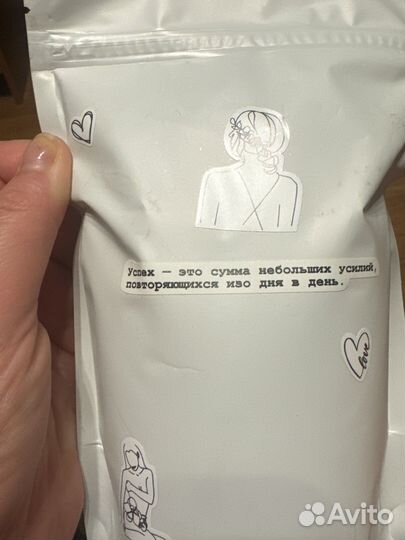 Успех — это сумма небольших усилий,
повторяющихся изо дня в день.
love
Avito